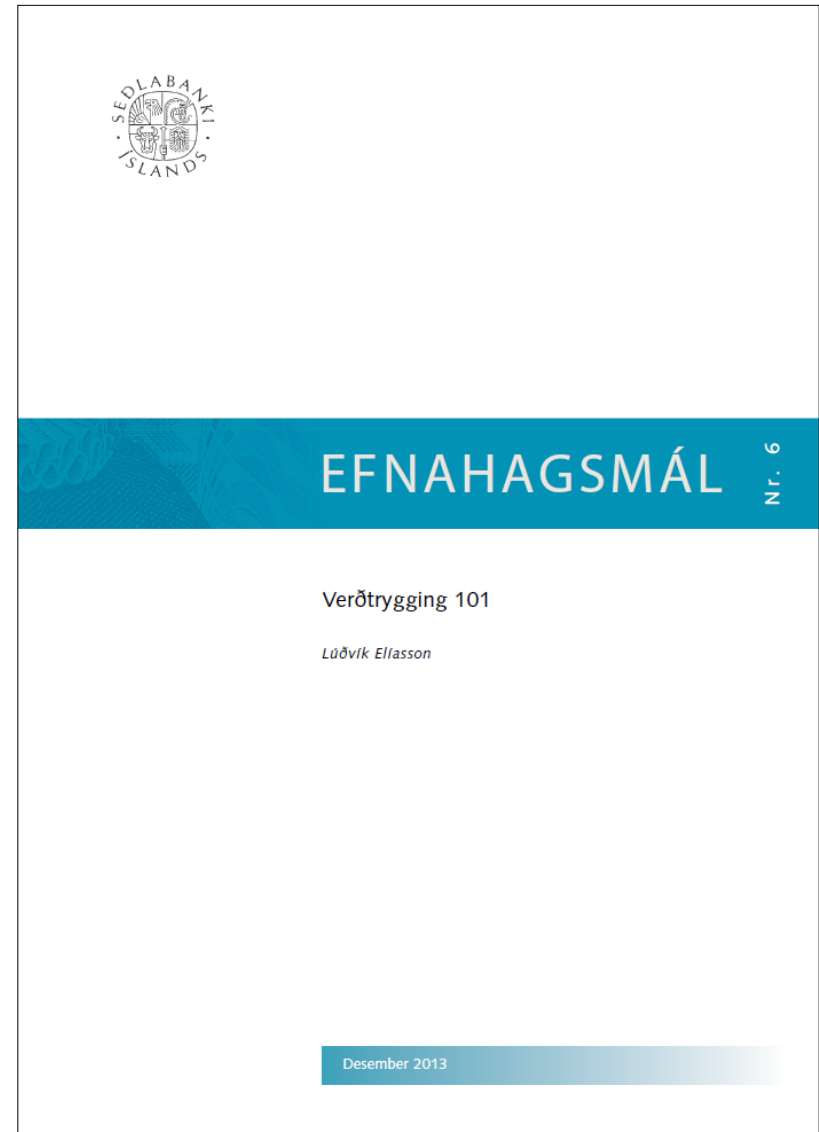 SEÐLABANKI
ÍSLANDS
EFNAHAGSMÁL
Nr. 6
Verðtrygging 101
Lúðvík Elíasson
Desember 2013